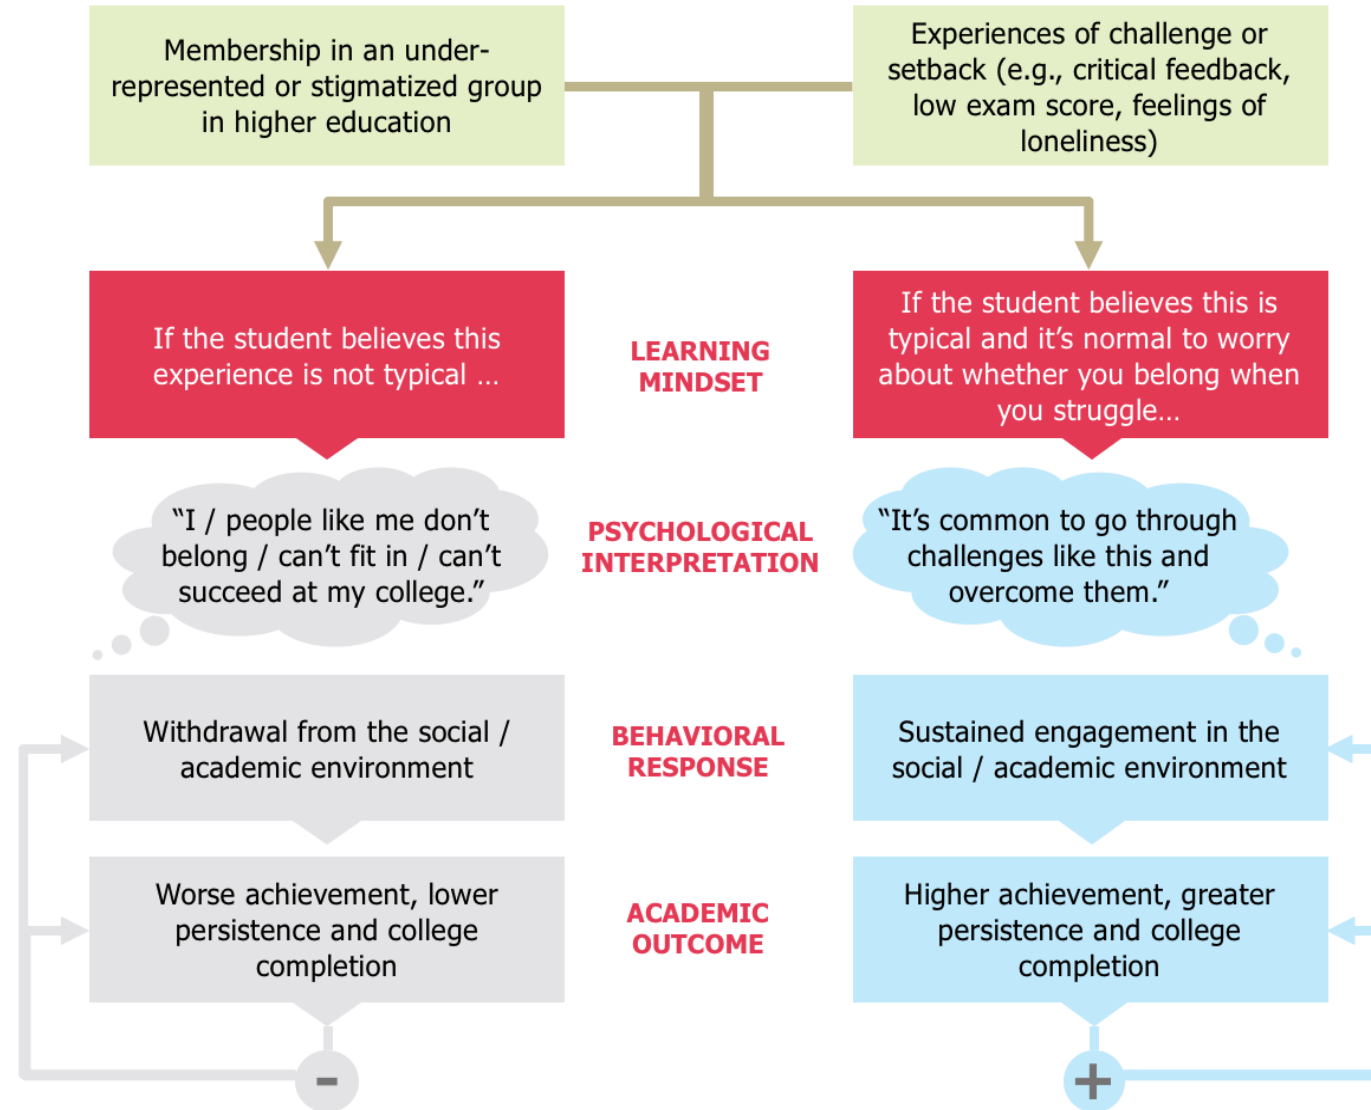 Membership in an under-
represented or stigmatized group
in higher education
Experiences of challenge or
setback (e.g., critical feedback,
low exam score, feelings of
loneliness)
If the student believes this
experience is not typical ...
LEARNING
MINDSET
If the student believes this is
typical and it’s normal to worry
about whether you belong when
you struggle…
“I / people like me don’t
belong / can’t fit in / can’t
succeed at my college.”
PSYCHOLOGICAL
INTERPRETATION
“It’s common to go through
challenges like this and
overcome them.”
Withdrawal from the social /
academic environment
BEHAVIORAL
RESPONSE
Sustained engagement in the
social / academic environment
Worse achievement, lower
persistence and college
completion
ACADEMIC
OUTCOME
Higher achievement, greater
persistence and college
completion
-
+